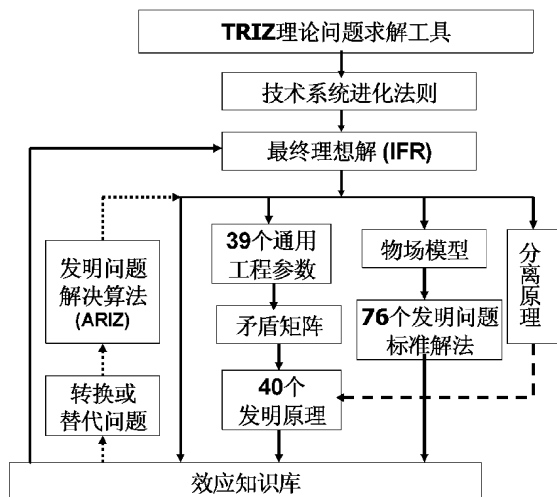 TRIZ理论问题求解工具
技术系统进化法则
最终理想解 (IFR)
39个通用
工程参数
物场模型
分离原理
发明问题
解决算法
(ARIZ)
矛盾矩阵
76个发明问题
标准解法
转换或
替代问题
40个
发明原理
效应知识库